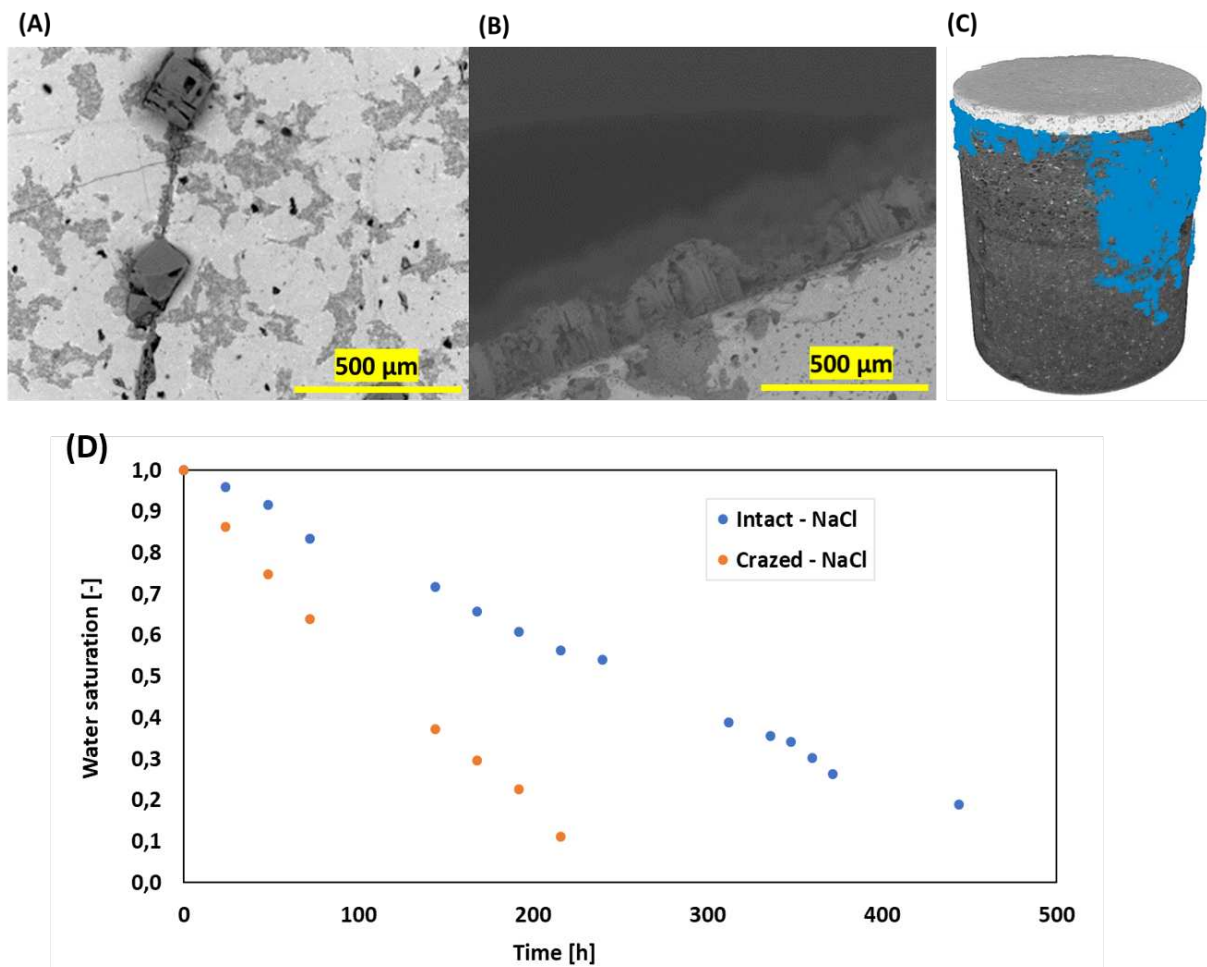 (A)
(B)
(C)
500 µm
500 µm
(D)
1,0
0,9
0,8
0,7
0,6
0,5
0,4
0,3
0,2
0,1
0,0
Water saturation [-]
Intact - NaCl
Crazed - NaCl
0 100 200 300 400 500
Time [h]